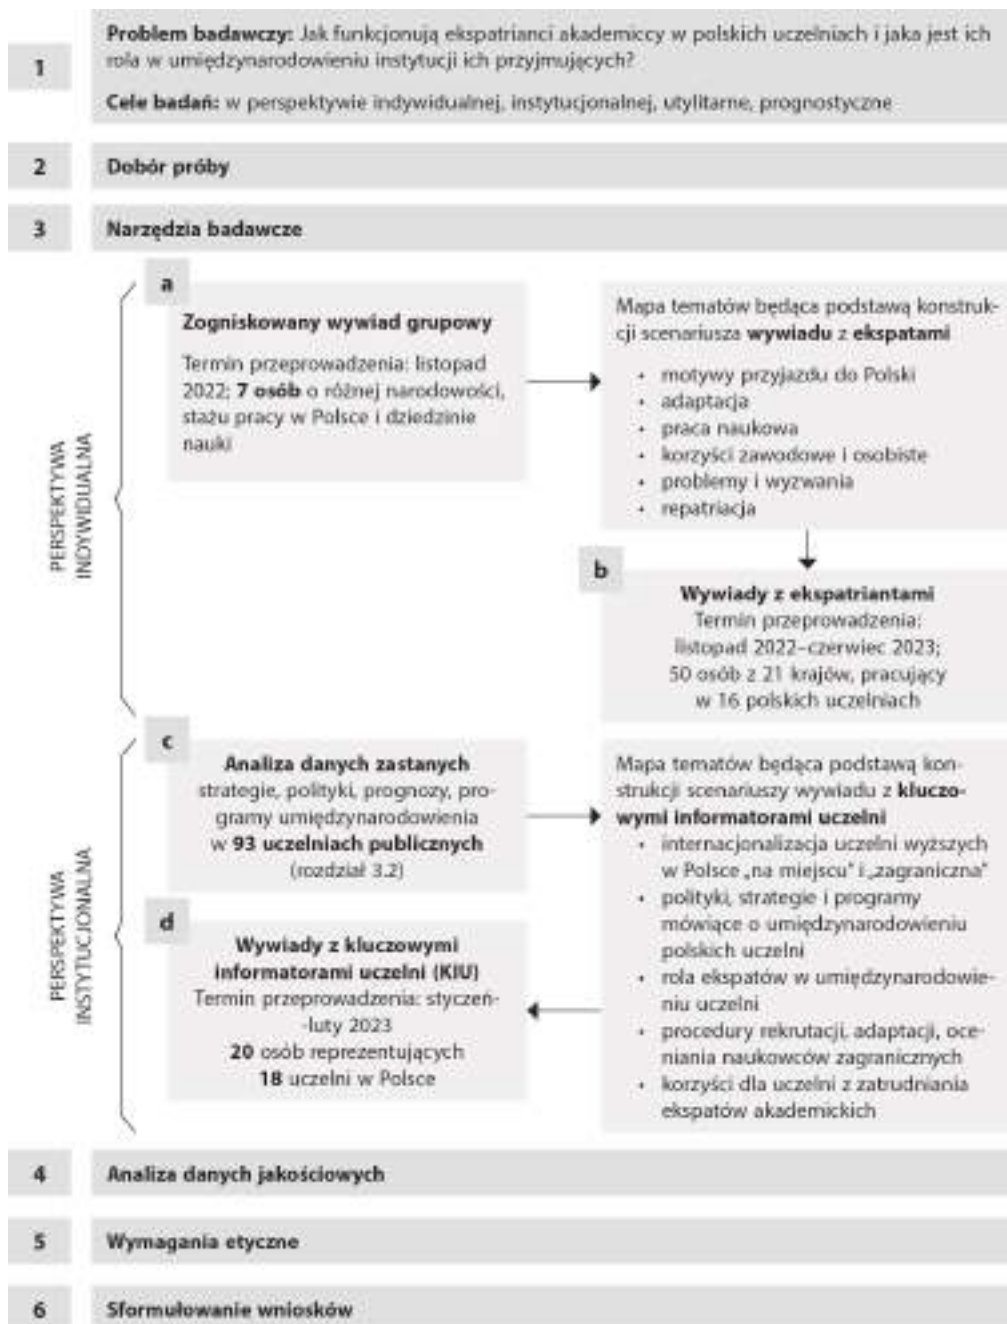 1
Problem badawczy: Jak funkcjonują ekspatrianci akademiccy w polskich uczelniach i jaka jest ich
rola w umiędzynarodowieniu instytucji ich przyjmujących?
Cele badań: w perspektywie indywidualnej, instytucjonalnej, utylitarne, prognostyczne
2
Dobór próby
3
Narzędzia badawcze
PERSPEKTYWA
INDYWIDUALNA
a
Zogniskowany wywiad grupowy
Termin przeprowadzenia: listopad
2022; 7 osób o różnej narodowości,
stażu pracy w Polsce i dziedzinie
nauki
Mapa tematów będąca podstawą konstruk-
cji scenariusza wywiadu z ekspatami
• motywy przyjazdu do Polski
• adaptacja
• praca naukowa
• korzyści zawodowe i osobiste
• problemy i wyzwania
• repatriacja
b
Wywiady z ekspatriantami
Termin przeprowadzenia:
listopad 2022–czerwiec 2023;
50 osób z 21 krajów, pracujący
w 16 polskich uczelniach
PERSPEKTYWA
INSTYTUCJONALNA
c
Analiza danych zastanych
strategie, polityki, prognozy, pro-
gramy umiędzynarodowienia
w 93 uczelniach publicznych
(rozdział 3.2)
Mapa tematów będąca podstawą kon-
strukcji scenariuszy wywiadu z kluczo-
wymi informatorami uczelni
• internacjonalizacja uczelni wyższych
w Polsce „na miejscu” i „zagraniczna”
• polityki, strategie i programy
mówiące o umiędzynarodowieniu
polskich uczelni
• rola ekspatów w umiędzynarodowie-
niu uczelni
• procedury rekrutacji, adaptacji, oce-
niania naukowców zagranicznych
• korzyści dla uczelni z zatrudniania
ekspatów akademickich
d
Wywiady z kluczowymi
informatorami uczelni (KIU)
Termin przeprowadzenia: styczeń-
-luty 2023
20 osób reprezentujących
18 uczelni w Polsce
4
Analiza danych jakościowych
5
Wymagania etyczne
6
Sformułowanie wniosków